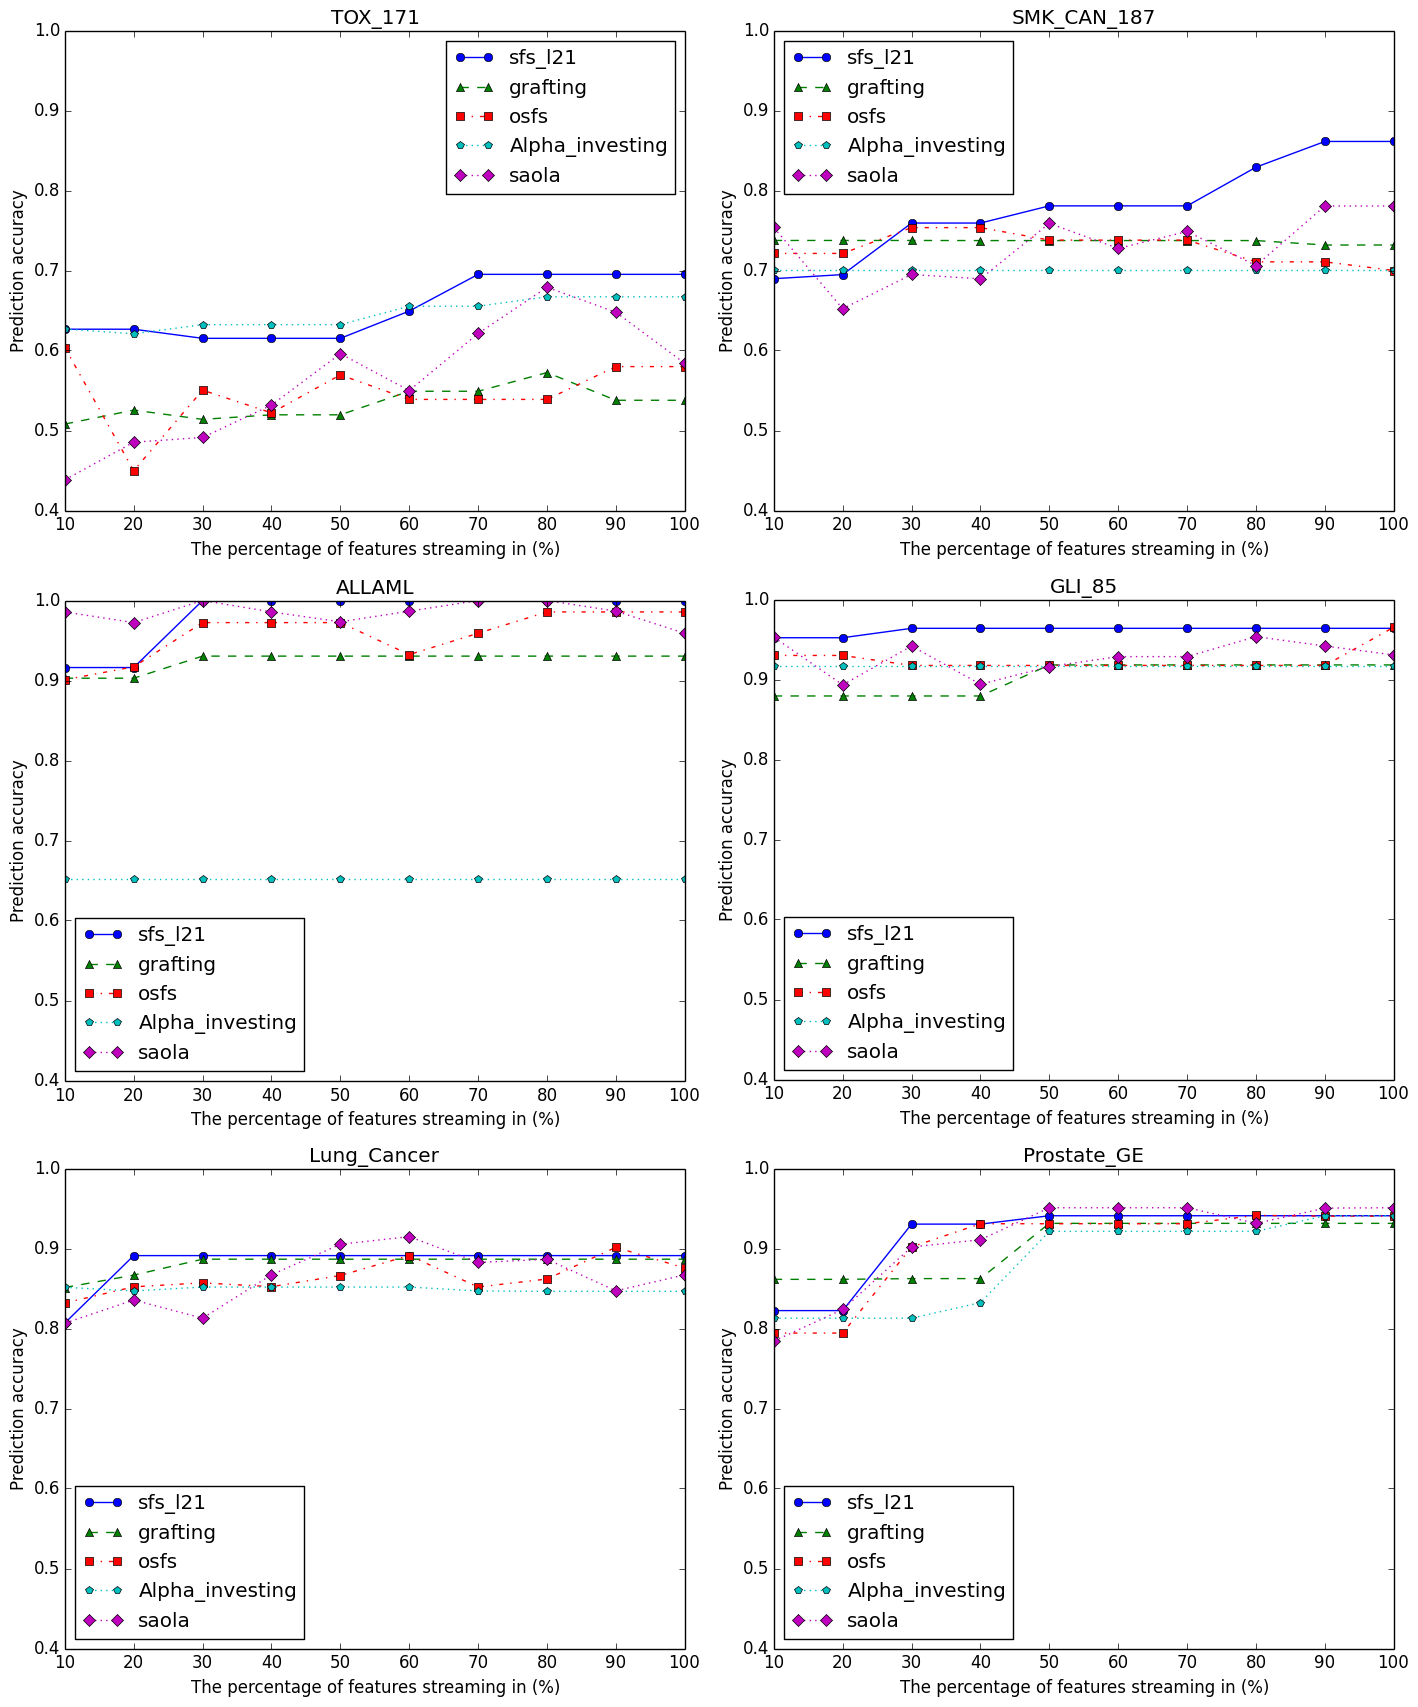 TOX_171
1.0
0.9
0.8
0.7
0.6
0.5
0.4
Prediction accuracy
sfs_l21
grafting
osfs
Alpha_investing
saola
10 20 30 40 50 60 70 80 90 100
The percentage of features streaming in (%)
SMK_CAN_187
1.0
0.9
0.8
0.7
0.6
0.5
0.4
Prediction accuracy
sfs_l21
grafting
osfs
Alpha_investing
saola
10 20 30 40 50 60 70 80 90 100
The percentage of features streaming in (%)
ALLAML
1.0
0.9
0.8
0.7
0.6
0.5
0.4
Prediction accuracy
sfs_l21
grafting
osfs
Alpha_investing
saola
10 20 30 40 50 60 70 80 90 100
The percentage of features streaming in (%)
GLI_85
1.0
0.9
0.8
0.7
0.6
0.5
0.4
Prediction accuracy
sfs_l21
grafting
osfs
Alpha_investing
saola
10 20 30 40 50 60 70 80 90 100
The percentage of features streaming in (%)
Lung_Cancer
1.0
0.9
0.8
0.7
0.6
0.5
0.4
Prediction accuracy
sfs_l21
grafting
osfs
Alpha_investing
saola
10 20 30 40 50 60 70 80 90 100
The percentage of features streaming in (%)
Prostate_GE
1.0
0.9
0.8
0.7
0.6
0.5
0.4
Prediction accuracy
sfs_l21
grafting
osfs
Alpha_investing
saola
10 20 30 40 50 60 70 80 90 100
The percentage of features streaming in (%)